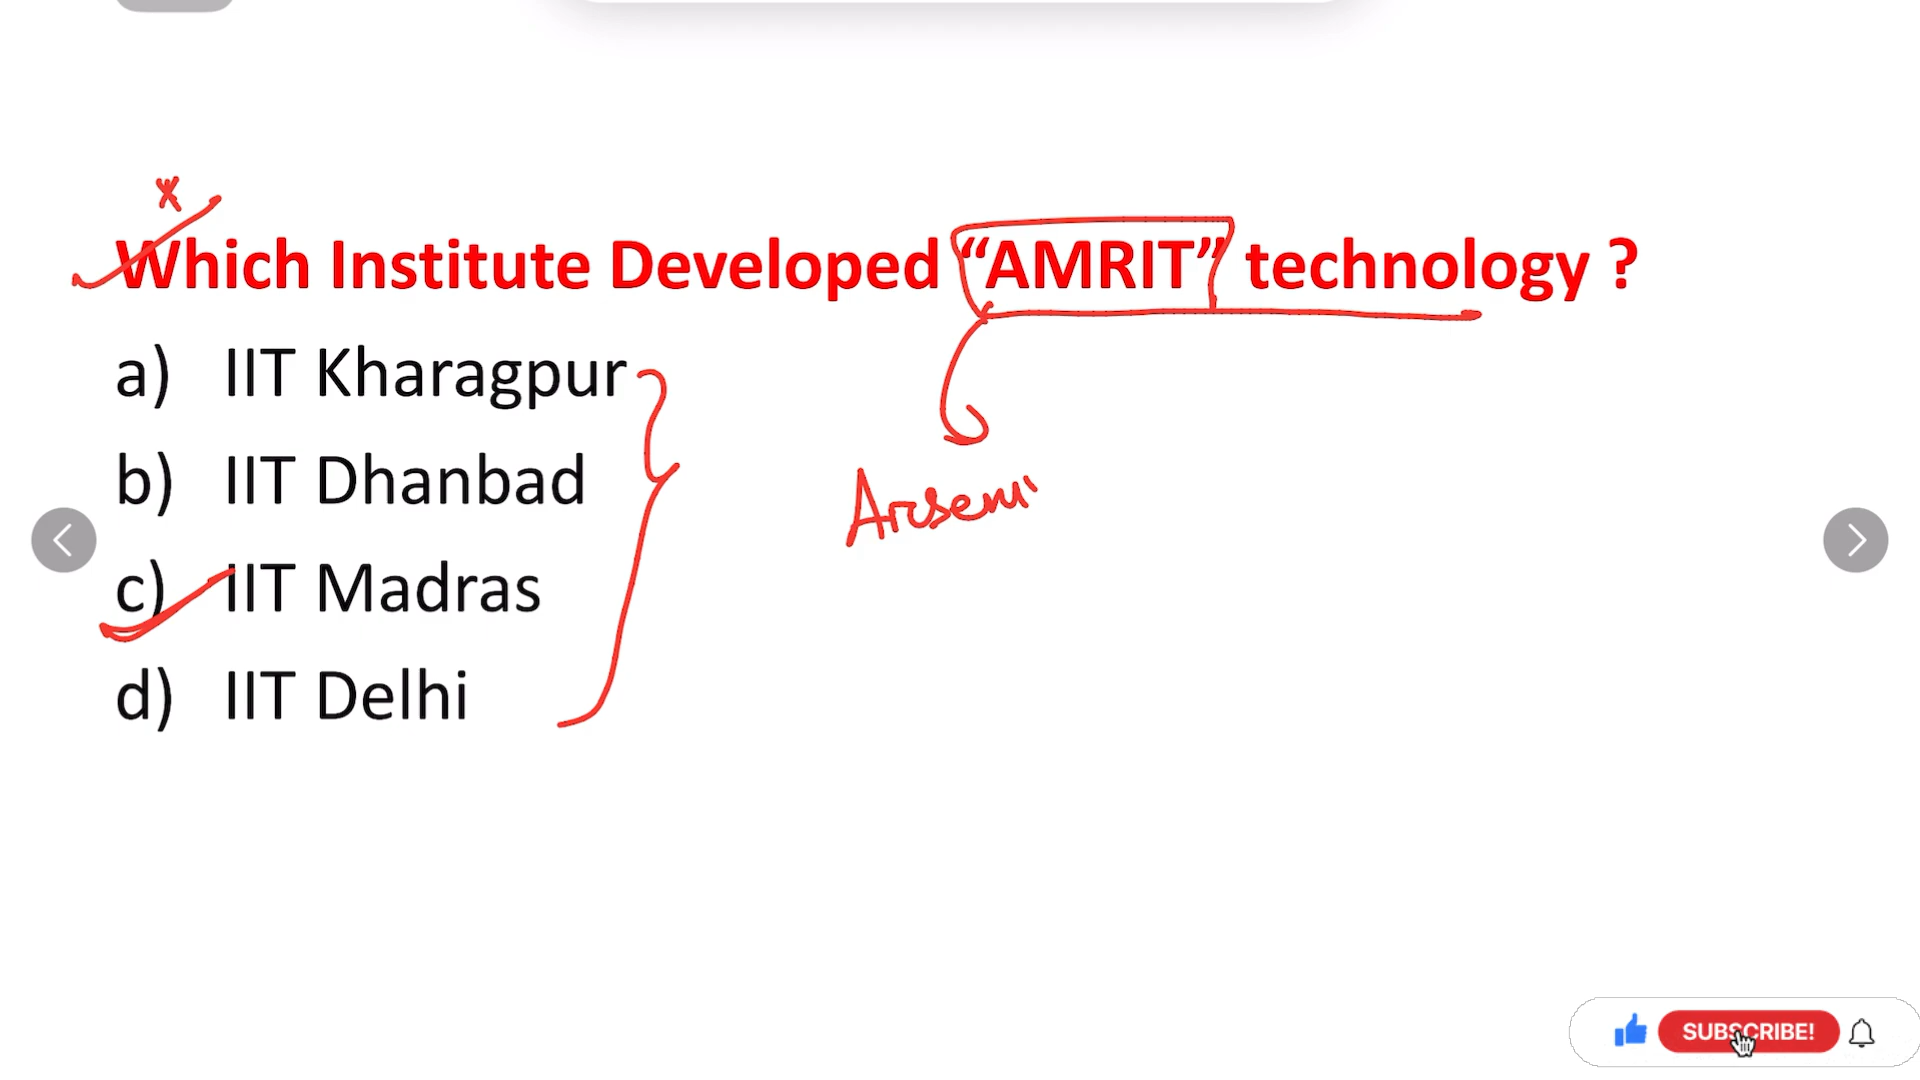 Which Institute Developed “AMRIT” technology ?
a) IIT Kharagpur
b) IIT Dhanbad
Arseni
c) IIT Madras
d) IIT Delhi
SUBSCRIBE!